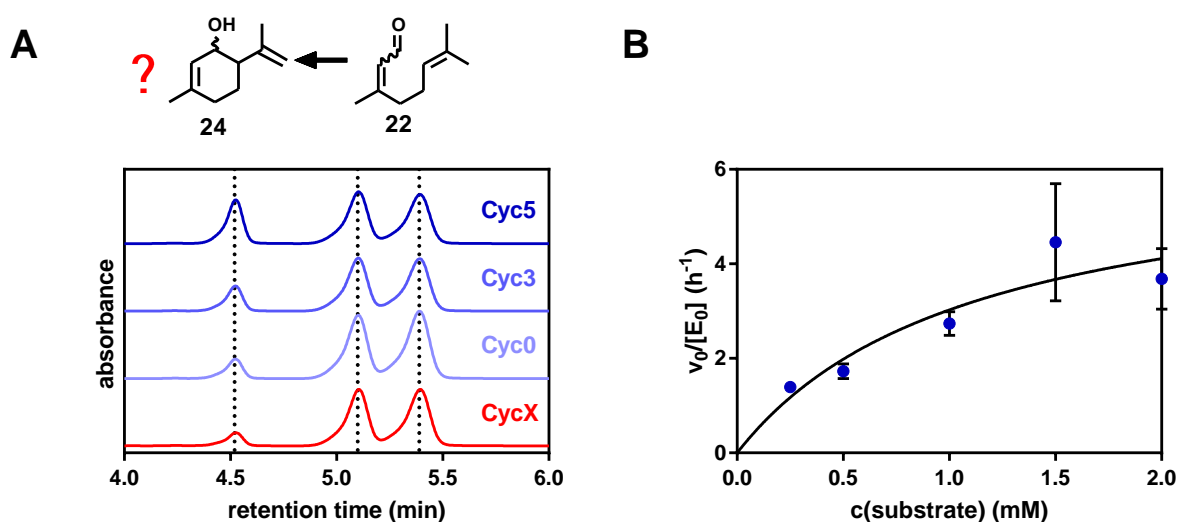 A
OH
O
?
24
22
absorbance
Cyc5
Cyc3
Cyc0
CycX
4.0 4.5 5.0 5.5 6.0
retention time (min)
B
v0/[E0] (h-1)
6
4
2
0
0.0 0.5 1.0 1.5 2.0
c(substrate) (mM)